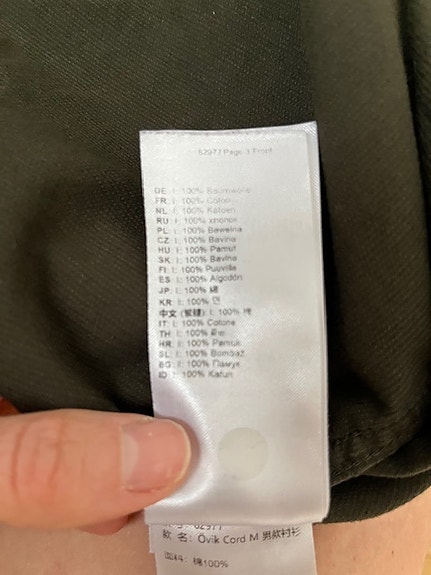 82977 Page 3 Front
DE: I: 100% Baumwolle
FR: I: 100% Coton
NL: I: 100% Katoen
RU: I: 100% хлопок
PL: I: 100% Bawełna
CZ: I: 100% Bavlna
HU: I: 100% Pamut
SK: I: 100% Bavlna
FI: I: 100% Puuvilla
ES: I: 100% Algodón
JP: I: 100% 綿
KR: I: 100% 면
中文 (繁體): I: 100% 棉
IT: I: 100% Cotone
TH: I: 100% ฝ้าย
HR: I: 100% Pamuk
SL: I: 100% Bombaž
BG: I: 100% Памук
ID: I: 100% Katun
82977
款 名: Övik Cord M 男款衬衫
面料: 棉100%